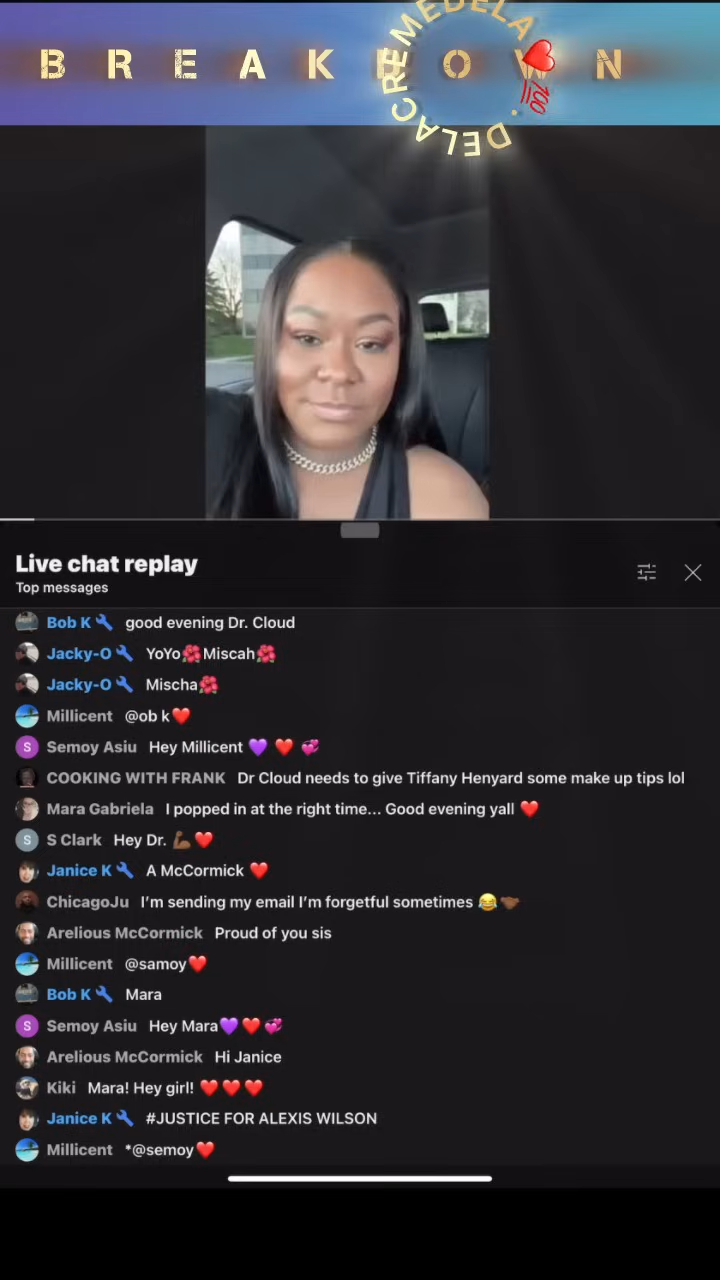 BREAKDOWN
CREMEDELA
DELA
Live chat replay
Top messages
Bob K good evening Dr. Cloud
Jacky-O YoYo🌺Miscah🌺
Jacky-O Mischa🌺
Millicent @ob k❤️
S Semoy Asiu Hey Millicent 💜 ❤️ 💞
COOKING WITH FRANK Dr Cloud needs to give Tiffany Henyard some make up tips lol
Mara Gabriela I popped in at the right time... Good evening yall ❤️
S S Clark Hey Dr. 💪🏾❤️
Janice K A McCormick ❤️
ChicagoJu I’m sending my email I’m forgetful sometimes 😂🤝🏾
Arelious McCormick Proud of you sis
Millicent @samoy❤️
Bob K Mara
S Semoy Asiu Hey Mara💜 ❤️ 💞
Arelious McCormick Hi Janice
Kiki Mara! Hey girl! ❤️ ❤️ ❤️
Janice K #JUSTICE FOR ALEXIS WILSON
Millicent *@semoy❤️